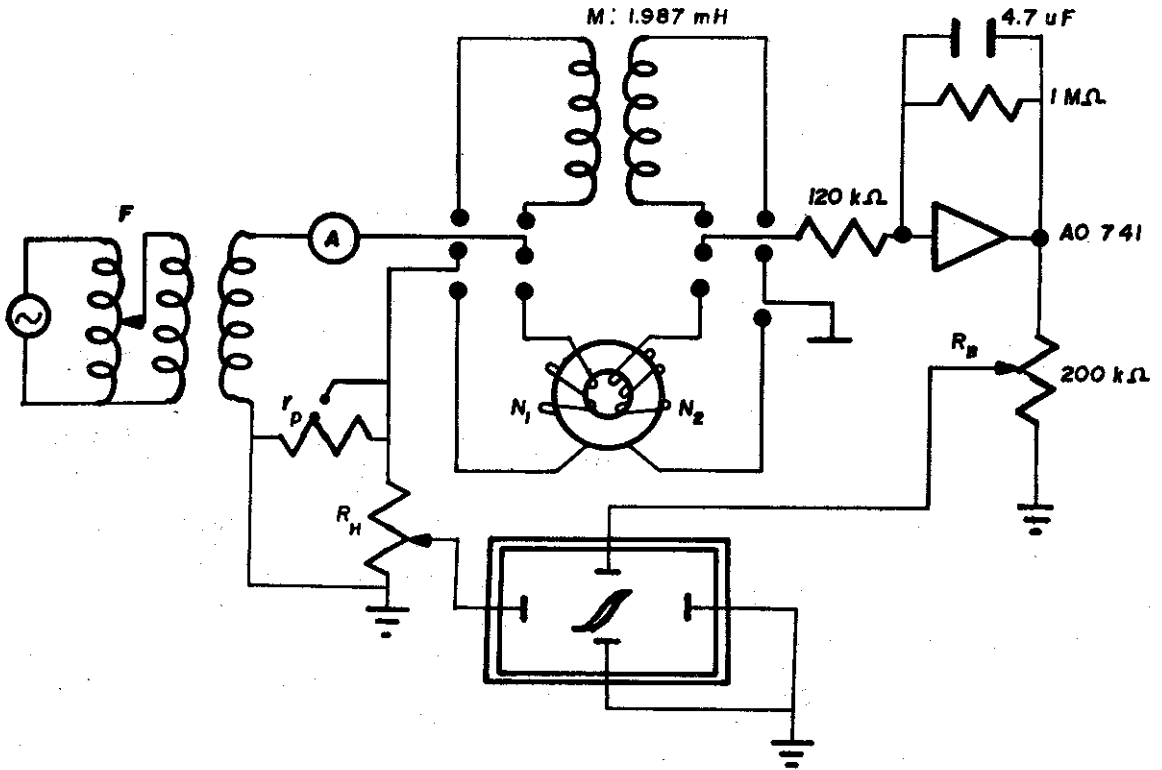 M: 1.987 mH
4.7 uF
1 MΩ
120 kΩ
F
A
AO 741
R_B
200 kΩ
r_p
N_1
N_2
R_H